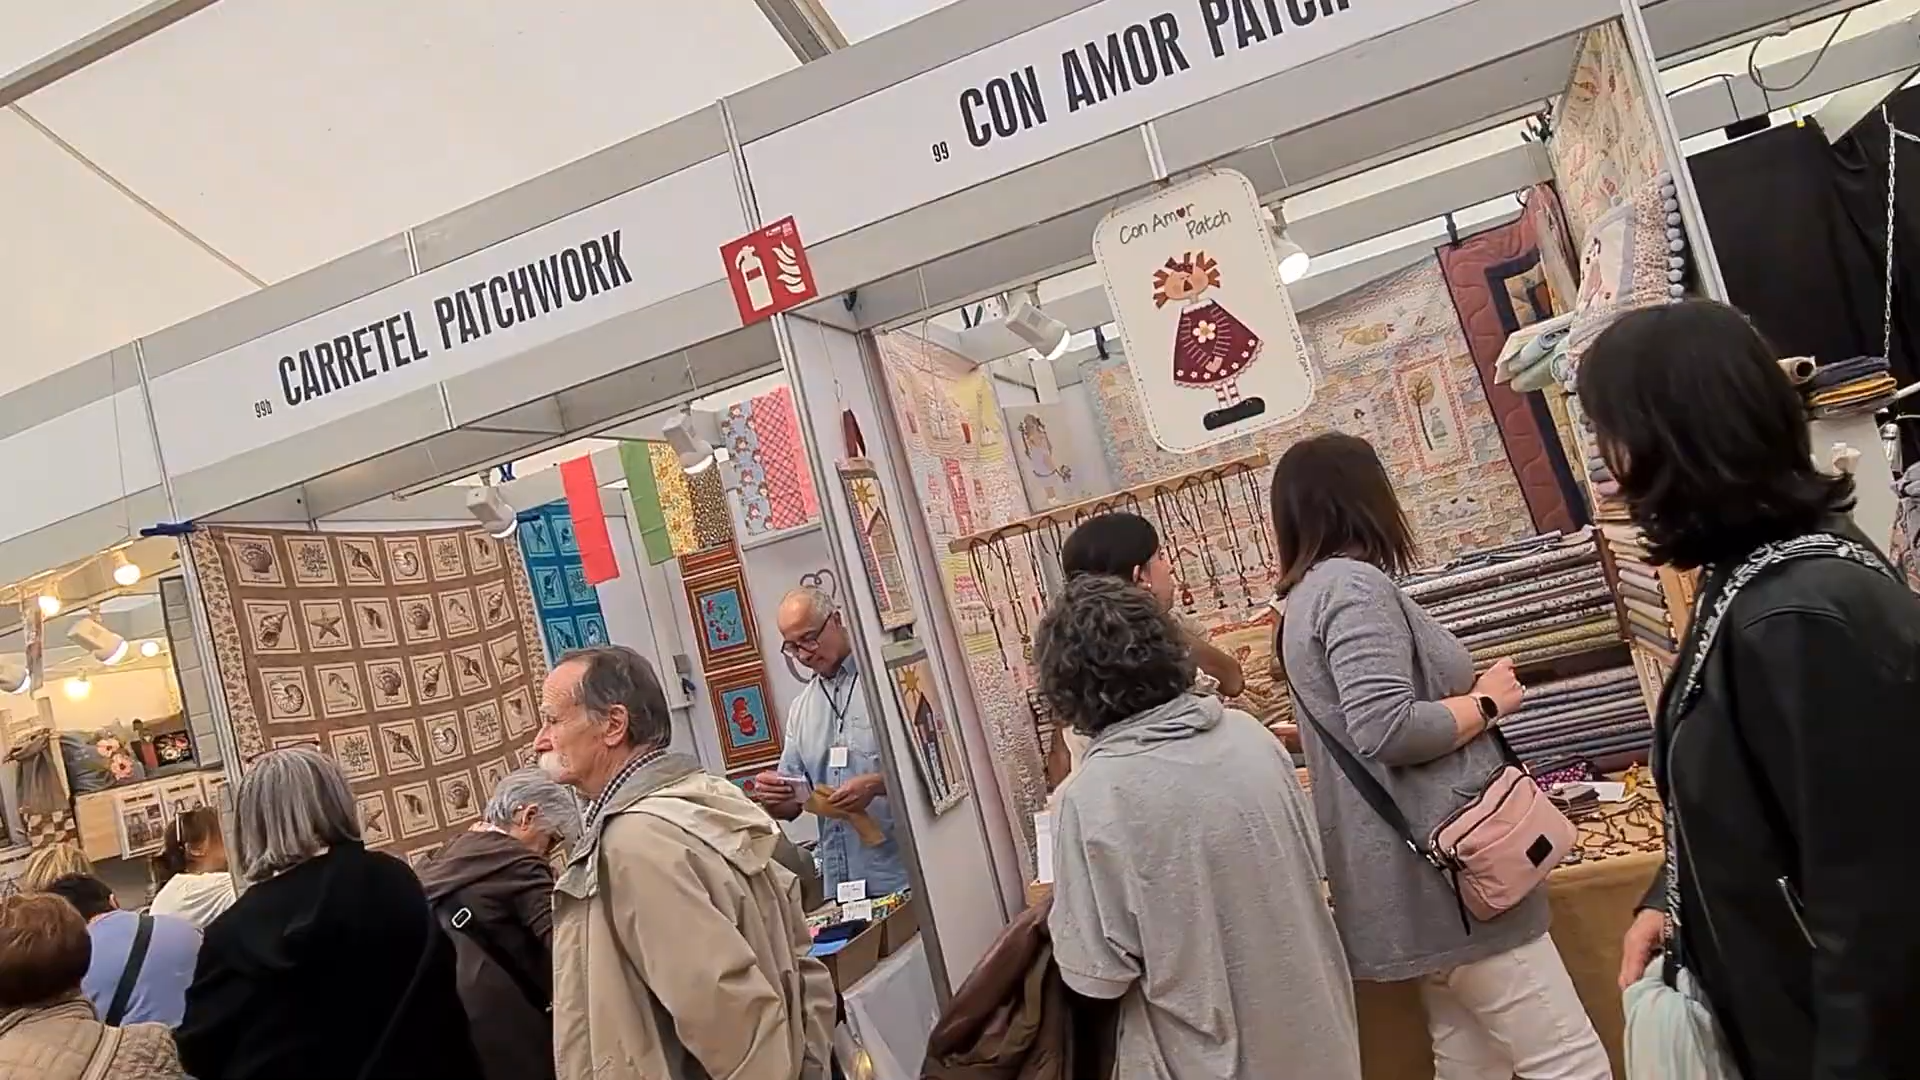 99b CARRETEL PATCHWORK
99 CON AMOR PATCH
Con Amor
Patch